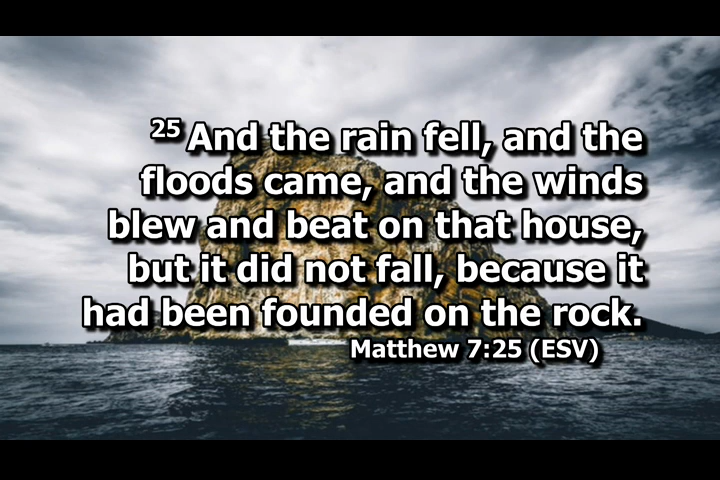 25 And the rain fell, and the
floods came, and the winds
blew and beat on that house,
but it did not fall, because it
had been founded on the rock.
Matthew 7:25 (ESV)